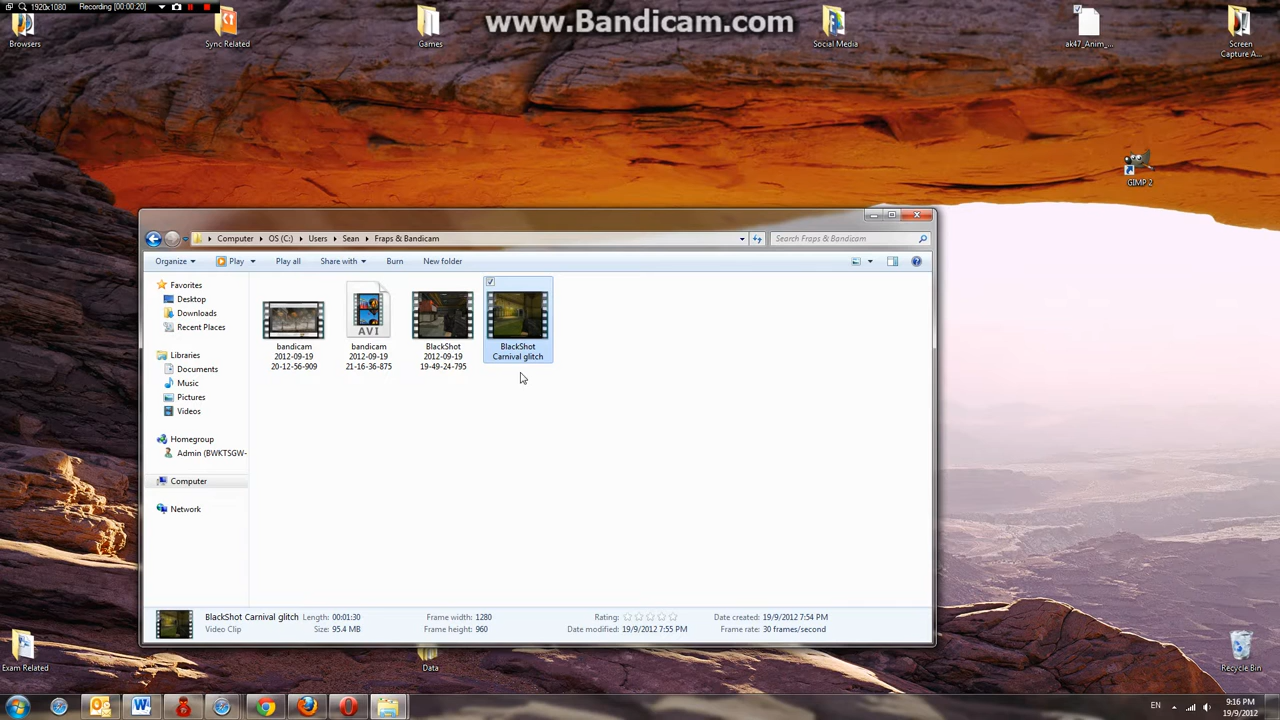 1920x1080
Recording [00:00:20]
www.Bandicam.com
Browsers
Sync Related
Games
Social Media
ak47_Anim_...
Screen
Capture A...
GIMP 2
Computer
OS (C:)
Users
Sean
Fraps & Bandicam
Search Fraps & Bandicam
Organize
Play
Play all
Share with
Burn
New folder
Favorites
Desktop
Downloads
Recent Places
Libraries
Documents
Music
Pictures
Videos
Homegroup
Admin (BWKTSGW-
Computer
Network
bandicam
2012-09-19
20-12-56-909
AVI
bandicam
2012-09-19
21-16-36-875
BlackShot
2012-09-19
19-49-24-795
BlackShot
Carnival glitch
BlackShot Carnival glitch
Length: 00:01:30
Frame width: 1280
Rating:
Date created: 19/9/2012 7:54 PM
Video Clip
Size: 95.4 MB
Frame height: 960
Date modified: 19/9/2012 7:55 PM
Frame rate: 30 frames/second
Exam Related
Data
Recycle Bin
EN
9:16 PM
19/9/2012